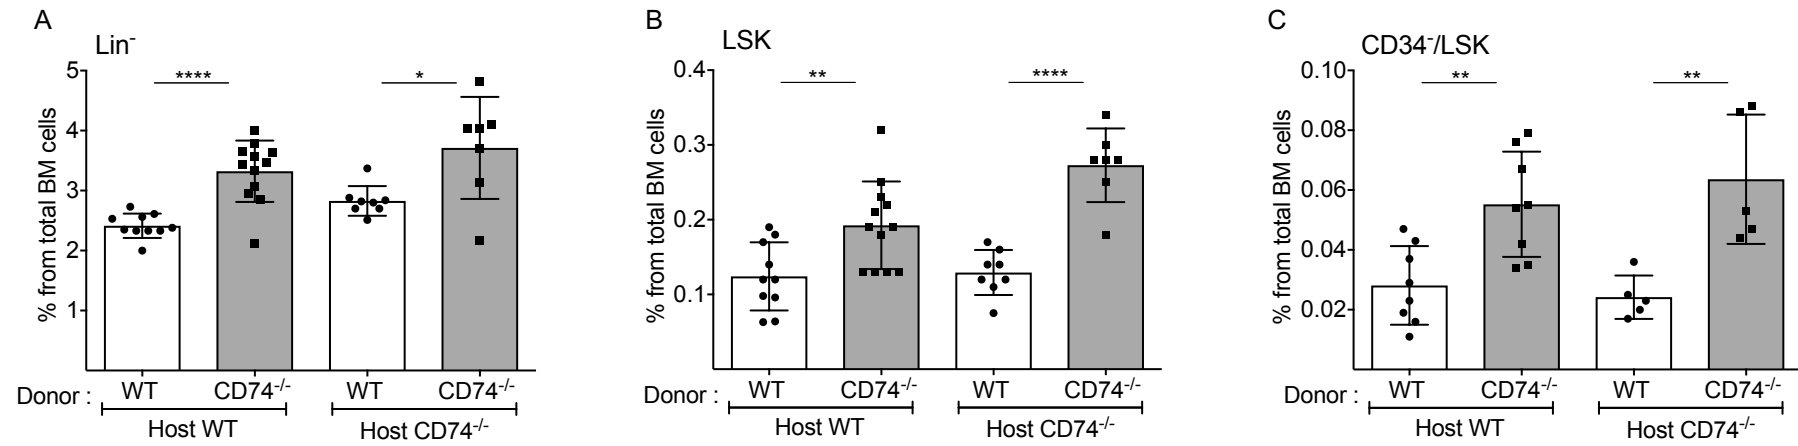 A
Lin⁻
% from total BM cells
5
4
3
2
1
****
*
Donor :
WT
CD74⁻/⁻
WT
CD74⁻/⁻
Host WT
Host CD74⁻/⁻
B
LSK
% from total BM cells
0.4
0.3
0.2
0.1
**
****
Donor :
WT
CD74⁻/⁻
WT
CD74⁻/⁻
Host WT
Host CD74⁻/⁻
C
CD34⁻/LSK
% from total BM cells
0.10
0.08
0.06
0.04
0.02
**
**
Donor :
WT
CD74⁻/⁻
WT
CD74⁻/⁻
Host WT
Host CD74⁻/⁻